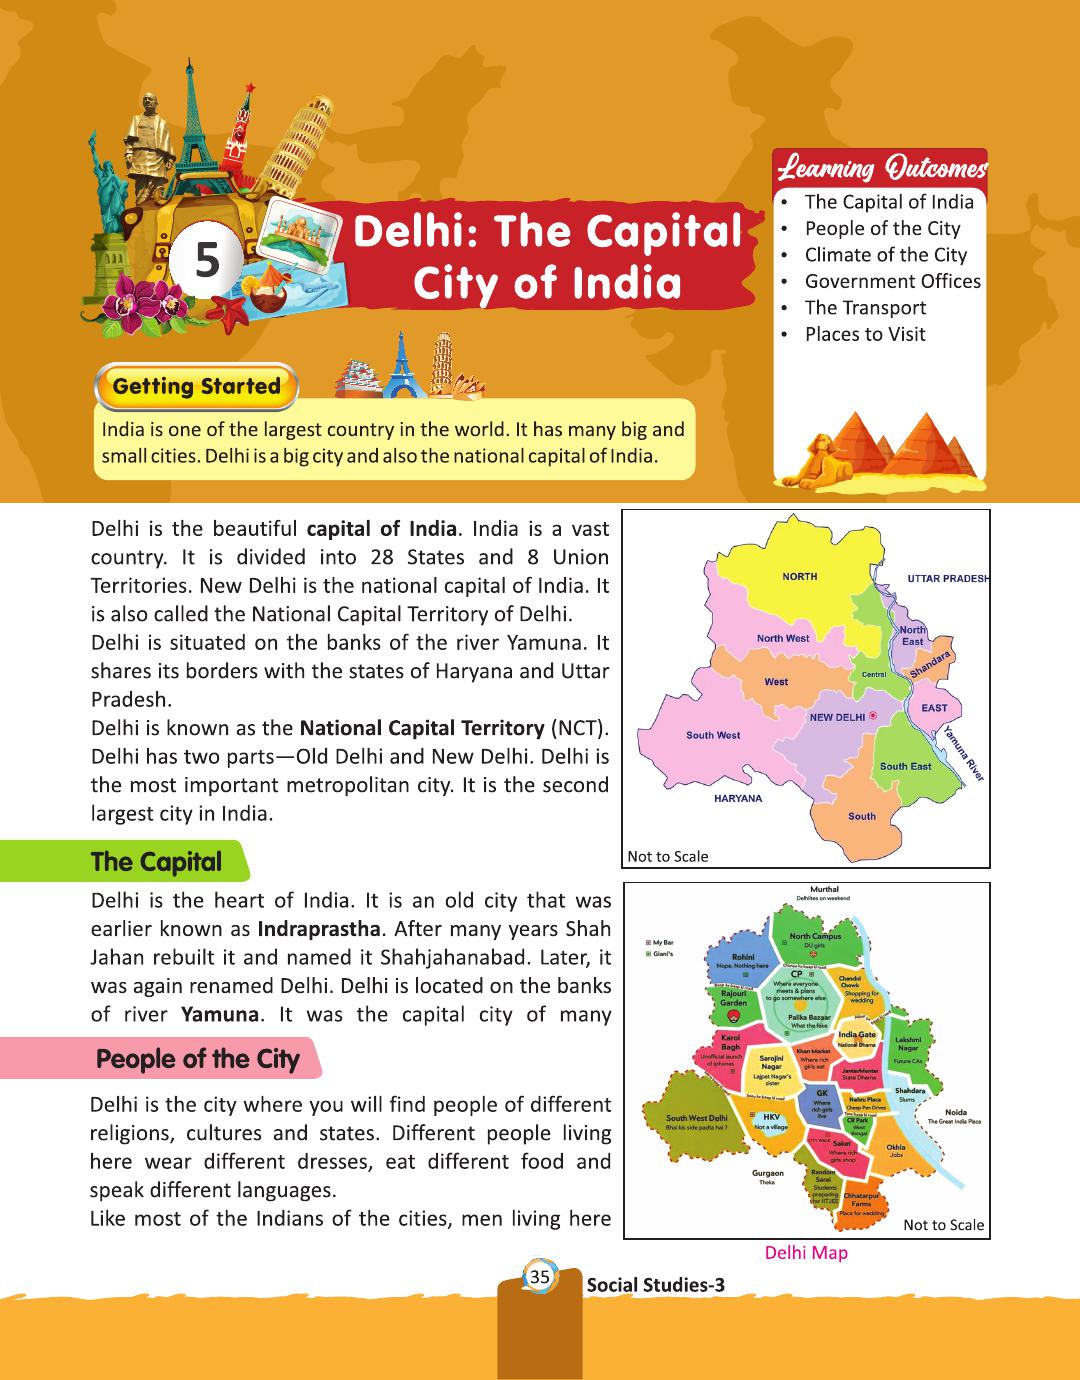 5
Delhi: The Capital
City of India
Learning Outcomes
• The Capital of India
• People of the City
• Climate of the City
• Government Offices
• The Transport
• Places to Visit
Getting Started
India is one of the largest country in the world. It has many big and
small cities. Delhi is a big city and also the national capital of India.
Delhi is the beautiful capital of India. India is a vast
country. It is divided into 28 States and 8 Union
Territories. New Delhi is the national capital of India. It
is also called the National Capital Territory of Delhi.
Delhi is situated on the banks of the river Yamuna. It
shares its borders with the states of Haryana and Uttar
Pradesh.
Delhi is known as the National Capital Territory (NCT).
Delhi has two parts—Old Delhi and New Delhi. Delhi is
the most important metropolitan city. It is the second
largest city in India.
The Capital
Delhi is the heart of India. It is an old city that was
earlier known as Indraprastha. After many years Shah
Jahan rebuilt it and named it Shahjahanabad. Later, it
was again renamed Delhi. Delhi is located on the banks
of river Yamuna. It was the capital city of many
People of the City
Delhi is the city where you will find people of different
religions, cultures and states. Different people living
here wear different dresses, eat different food and
speak different languages.
Like most of the Indians of the cities, men living here
NORTH
UTTAR PRADESH
North West
North
East
Shandara
West
Central
EAST
NEW DELHI
South West
Yamuna River
South East
HARYANA
South
Not to Scale
Murthal
Delhiites on weekend
My Bar
Giani's
North Campus
DU girls
Rohini
Nope. Nothing here
CP
Where everyone
meets & plans
to go somewhere else
Palika Bazaar
What the fake
Chandni
Chowk
Shopping for
wedding
Rajouri
Garden
Karol
Bagh
Unofficial launch
of iphones
India Gate
National Dharna
Lakshmi
Nagar
Future CAs
Sarojini
Nagar
Lajpat Nagar's
sister
Khan Market
Where rich
girls eat
JantarMantar
State Dharna
Shahdara
Slums
South West Delhi
Bhai kis side padta hai ?
HKV
Not a village
GK
Where
rich girls
live
Nehru Place
Cheap Pen Drives
CR Park
West
Bengal
Noida
The Great India Place
CITY WALK
Saket
Where rich
girls shop
Okhla
Jobs
Gurgaon
Theka
Random
Sarai
Students
preparing
for IITJEE
Chhatarpur
Farms
Place for wedding
Not to Scale
Delhi Map
35
Social Studies-3